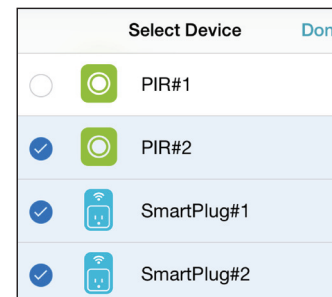 Select Device Don
PIR#1
PIR#2
SmartPlug#1
SmartPlug#2